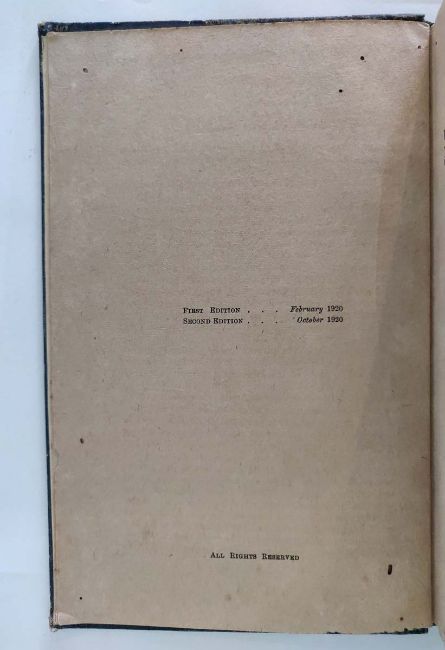 First Edition . . . February 1920
Second Edition . . . October 1920
All Rights Reserved